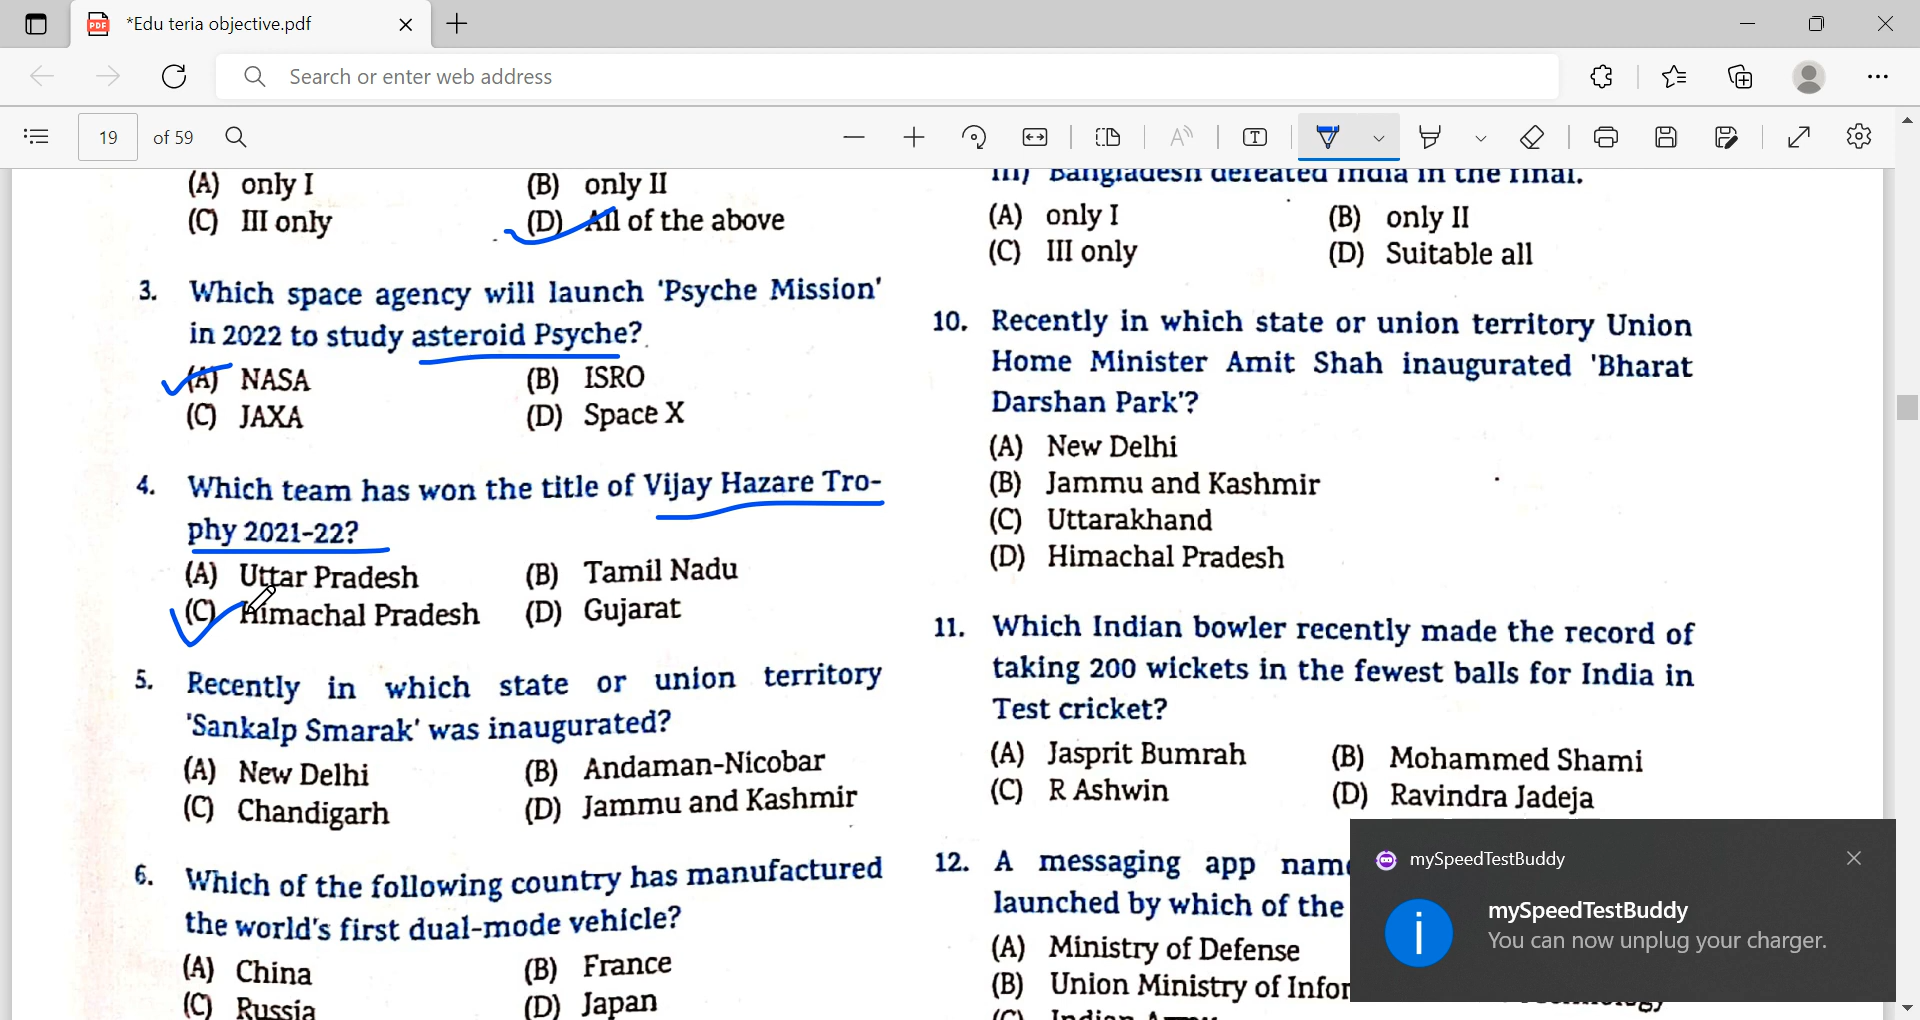 *Edu teria objective.pdf
Search or enter web address
19 of 59
(A) only I (B) only II
(C) III only (D) All of the above
3. Which space agency will launch 'Psyche Mission'
in 2022 to study asteroid Psyche?
(A) NASA (B) ISRO
(C) JAXA (D) Space X
4. Which team has won the title of Vijay Hazare Tro-
phy 2021-22?
(A) Uttar Pradesh (B) Tamil Nadu
(C) Himachal Pradesh (D) Gujarat
5. Recently in which state or union territory
'Sankalp Smarak' was inaugurated?
(A) New Delhi (B) Andaman-Nicobar
(C) Chandigarh (D) Jammu and Kashmir
6. Which of the following country has manufactured
the world's first dual-mode vehicle?
(A) China (B) France
(C) Russia (D) Japan
III) Bangladesh defeated India in the final.
(A) only I (B) only II
(C) III only (D) Suitable all
10. Recently in which state or union territory Union
Home Minister Amit Shah inaugurated 'Bharat
Darshan Park'?
(A) New Delhi
(B) Jammu and Kashmir
(C) Uttarakhand
(D) Himachal Pradesh
11. Which Indian bowler recently made the record of
taking 200 wickets in the fewest balls for India in
Test cricket?
(A) Jasprit Bumrah (B) Mohammed Shami
(C) R Ashwin (D) Ravindra Jadeja
12. A messaging app name
launched by which of the
(A) Ministry of Defense
(B) Union Ministry of Infor
(C) Indian Army
mySpeedTestBuddy
mySpeedTestBuddy
You can now unplug your charger.